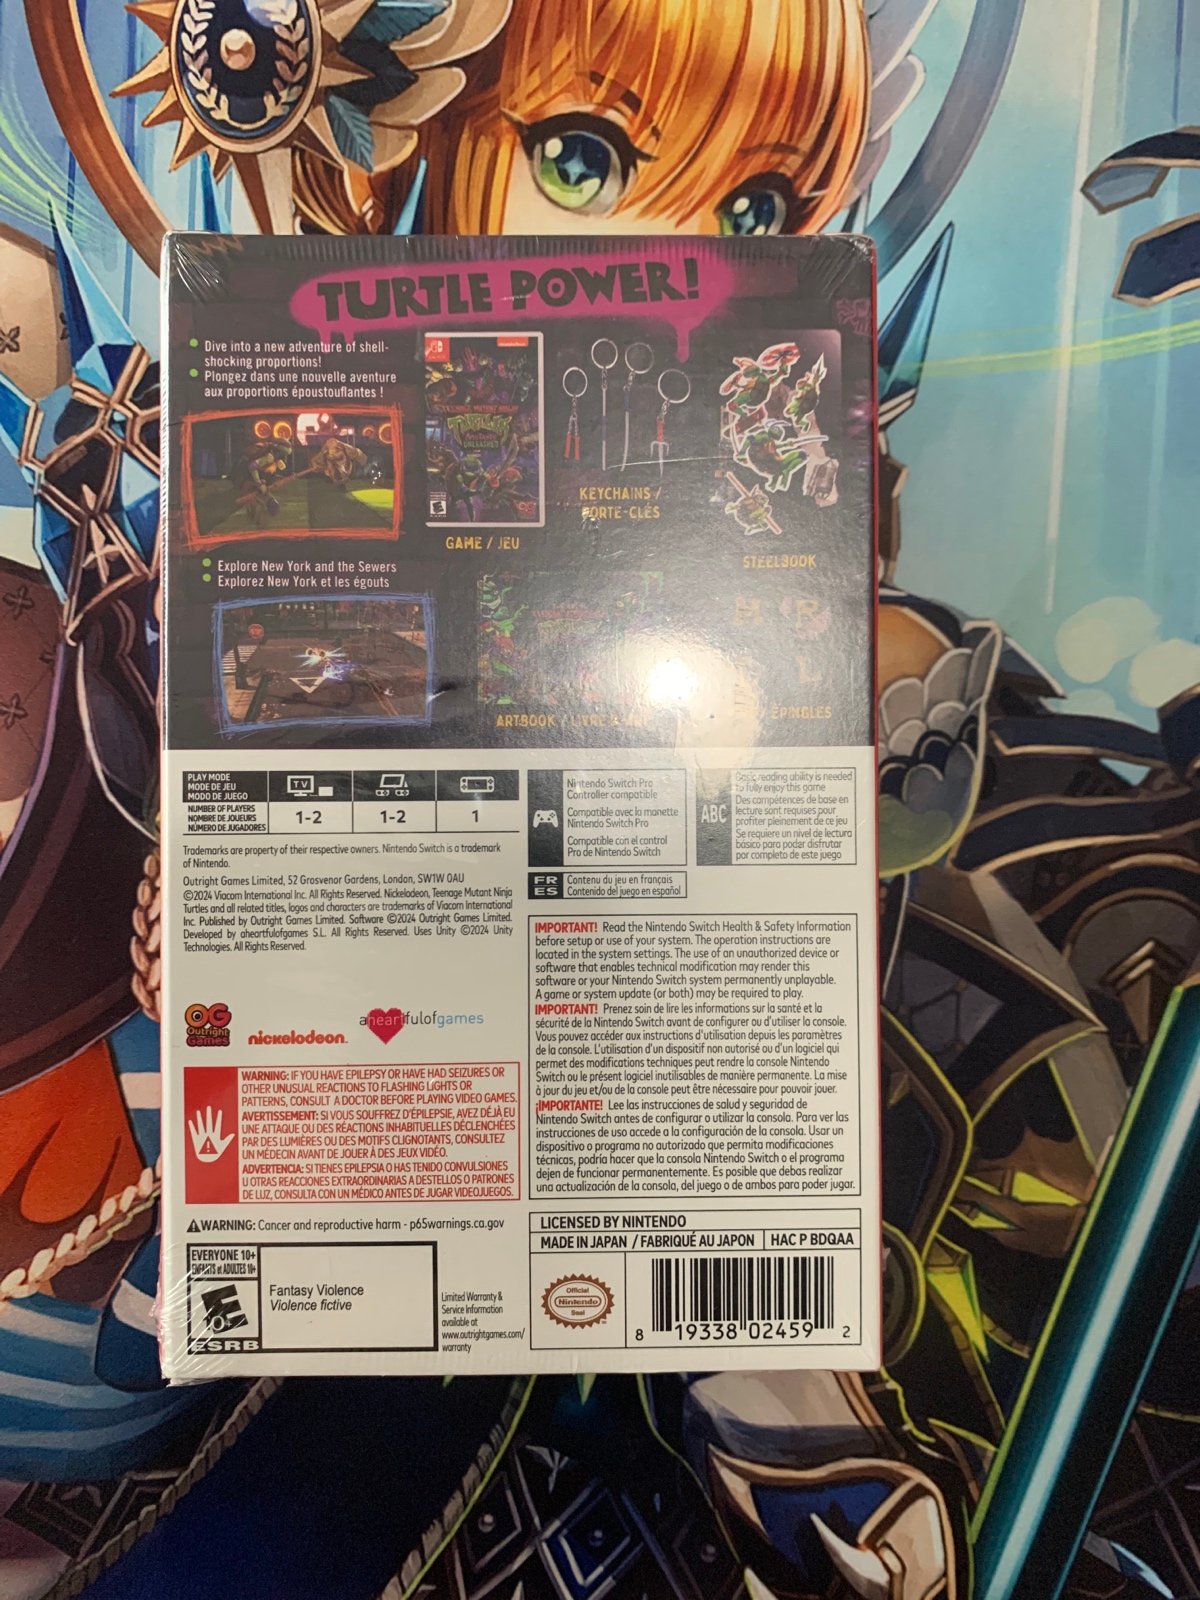 TURTLE POWER!
Dive into a new adventure of shell-
shocking proportions!
Plongez dans une nouvelle aventure
aux proportions époustouflantes !
GAME / JEU
KEYCHAINS /
PORTE-CLÉS
STEELBOOK
Explore New York and the Sewers
Explorez New York et les égouts
ARTBOOK /
ÉPINGLES
PLAY MODE
MODE DE JEU
MODO DE JUEGO
TV
NUMBER OF PLAYERS
NOMBRE DE JOUEURS
NÚMERO DE JUGADORES
1-2
1-2
1
Nintendo Switch Pro
Controller compatible
Compatible avec la manette
Nintendo Switch Pro
Compatible con el control
Pro de Nintendo Switch
ABC
Basic reading ability is needed
to fully enjoy this game
Des compétences de base en
lecture sont requises pour
profiter pleinement de ce jeu
Se requiere un nivel de lectura
básico para poder disfrutar
por completo de este juego
FR
ES
Contenu du jeu en français
Contenido del juego en español
Trademarks are property of their respective owners. Nintendo Switch is a trademark
of Nintendo.
Outright Games Limited, 52 Grosvenor Gardens, London, SW1W 0AU
©2024 Viacom International Inc. All Rights Reserved. Nickelodeon, Teenage Mutant Ninja
Turtles and all related titles, logos and characters are trademarks of Viacom International
Inc. Published by Outright Games Limited. Software ©2024 Outright Games Limited.
Developed by aheartfulofgames S.L. All Rights Reserved. Uses Unity ©2024 Unity
Technologies. All Rights Reserved.
OG
Outright
Games
nickelodeon
aheartfulofgames
IMPORTANT! Read the Nintendo Switch Health & Safety Information
before setup or use of your system. The operation instructions are
located in the system settings. The use of an unauthorized device or
software that enables technical modification may render this
software or your Nintendo Switch system permanently unplayable.
A game or system update (or both) may be required to play.
IMPORTANT! Prenez soin de lire les informations sur la santé et la
sécurité de la Nintendo Switch avant de configurer ou d'utiliser la console.
Vous pouvez accéder aux instructions d'utilisation depuis les paramètres
de la console. L'utilisation d'un dispositif non autorisé ou d'un logiciel qui
permet des modifications techniques peut rendre la console Nintendo
Switch ou le présent logiciel inutilisables de manière permanente. La mise
à jour du jeu et/ou de la console peut être nécessaire pour pouvoir jouer.
¡IMPORTANTE! Lee las instrucciones de salud y seguridad de
Nintendo Switch antes de configurar o utilizar la consola. Para ver las
instrucciones de uso accede a la configuración de la consola. Usar un
dispositivo o programa no autorizado que permita modificaciones
técnicas, podría hacer que la consola Nintendo Switch o el programa
dejen de funcionar permanentemente. Es posible que debas realizar
una actualización de la consola, del juego o de ambos para poder jugar.
WARNING: IF YOU HAVE EPILEPSY OR HAVE HAD SEIZURES OR
OTHER UNUSUAL REACTIONS TO FLASHING LIGHTS OR
PATTERNS, CONSULT A DOCTOR BEFORE PLAYING VIDEO GAMES.
AVERTISSEMENT: SI VOUS SOUFFREZ D'ÉPILEPSIE, AVEZ DÉJÀ EU
UNE ATTAQUE OU DES RÉACTIONS INHABITUELLES DÉCLENCHÉES
PAR DES LUMIÈRES OU DES MOTIFS CLIGNOTANTS, CONSULTEZ
UN MÉDECIN AVANT DE JOUER À DES JEUX VIDÉO.
ADVERTENCIA: SI TIENES EPILEPSIA O HAS TENIDO CONVULSIONES
U OTRAS REACCIONES EXTRAORDINARIAS A DESTELLOS O PATRONES
DE LUZ, CONSULTA CON UN MÉDICO ANTES DE JUGAR VIDEOJUEGOS.
WARNING: Cancer and reproductive harm - p65warnings.ca.gov
EVERYONE 10+
ENFANTS et ADULTES 10+
E
10+
ESRB
Fantasy Violence
Violence fictive
Limited Warranty &
Service Information
available at
www.outrightgames.com/
warranty
LICENSED BY NINTENDO
MADE IN JAPAN / FABRIQUÉ AU JAPON
HAC P BDQAA
Official
Nintendo
Seal
8 19338 02459 2